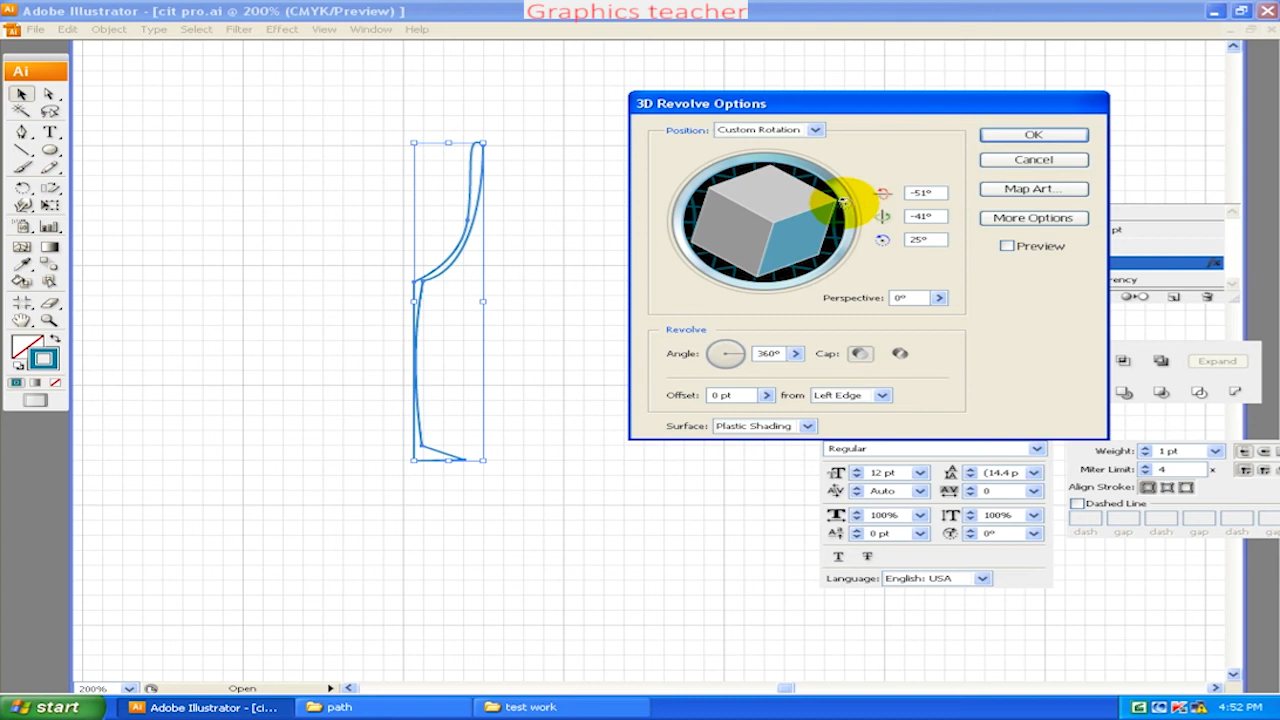 Graphics teacher
Adobe Illustrator - [cit pro.ai @ 200% (CMYK/Preview) ]
File Edit Object Type Select Filter Effect View Window Help
Ai
3D Revolve Options
Position: Custom Rotation
OK
Cancel
Map Art...
More Options
Preview
-51°
-41°
25°
Perspective: 0°
Revolve
Angle: 360° Cap:
Offset: 0 pt from Left Edge
Surface: Plastic Shading
pt
ency
Expand
Regular
12 pt (14.4 p
Auto 0
100% 100%
0 pt 0°
T T
Language: English: USA
Weight: 1 pt
Miter Limit: 4 x
Align Stroke:
Dashed Line
dash gap dash gap dash
200% Open
start Adobe Illustrator - [ci... path test work 4:52 PM